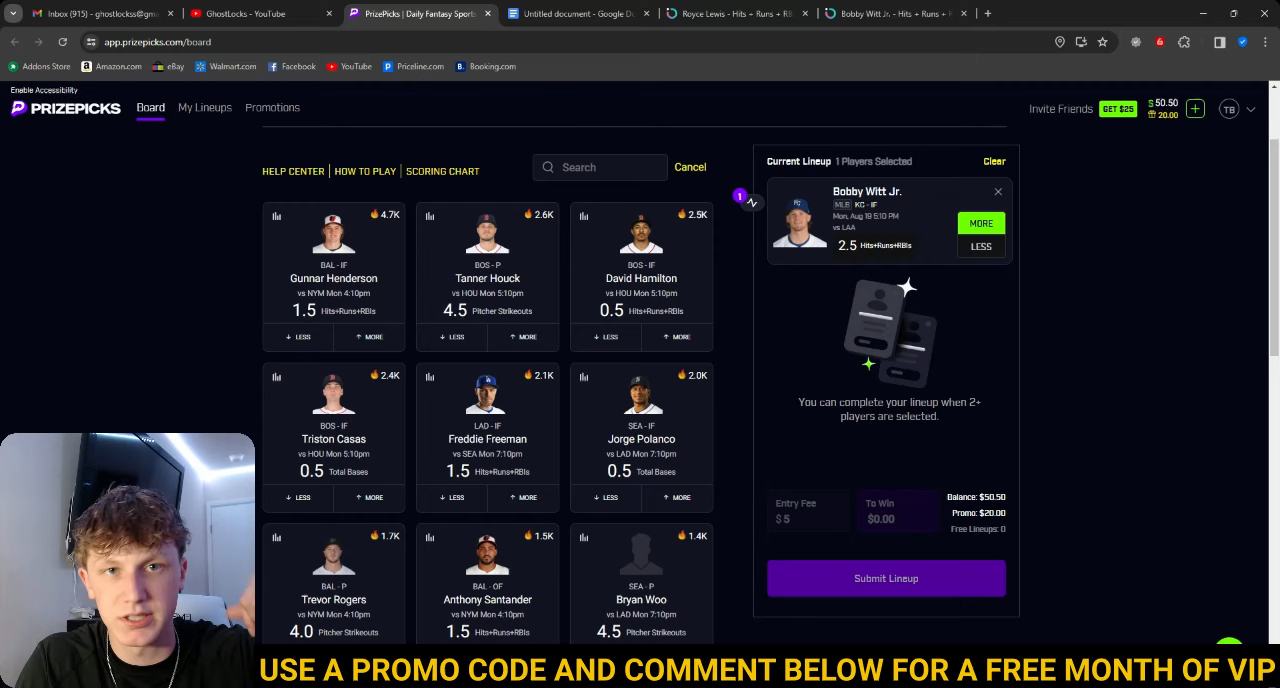 Inbox (915) - ghostlockss@gma
GhostLocks - YouTube
PrizePicks | Daily Fantasy Sports
Untitled document - Google Do
Royce Lewis - Hits + Runs + RB
Bobby Witt Jr. - Hits + Runs + R
app.prizepicks.com/board
Addons Store
Amazon.com
eBay
Walmart.com
Facebook
YouTube
Priceline.com
Booking.com
Enable Accessibility
PRIZEPICKS
Board
My Lineups
Promotions
Invite Friends
GET $25
$ 50.50
20.00
TB
HELP CENTER
HOW TO PLAY
SCORING CHART
Search
Cancel
4.7K
BAL - IF
Gunnar Henderson
vs NYM Mon 4:10pm
1.5 Hits+Runs+RBIs
LESS
MORE
2.6K
BOS - P
Tanner Houck
vs HOU Mon 5:10pm
4.5 Pitcher Strikeouts
LESS
MORE
2.5K
BOS - IF
David Hamilton
vs HOU Mon 5:10pm
0.5 Hits+Runs+RBIs
LESS
MORE
2.4K
BOS - IF
Triston Casas
vs HOU Mon 5:10pm
0.5 Total Bases
LESS
MORE
2.1K
LAD - IF
Freddie Freeman
vs SEA Mon 7:10pm
1.5 Hits+Runs+RBIs
LESS
MORE
2.0K
SEA - IF
Jorge Polanco
vs LAD Mon 7:10pm
0.5 Total Bases
LESS
MORE
1.7K
BAL - P
Trevor Rogers
vs NYM Mon 4:10pm
4.0 Pitcher Strikeouts
1.5K
BAL - OF
Anthony Santander
vs NYM Mon 4:10pm
1.5 Hits+Runs+RBIs
1.4K
SEA - P
Bryan Woo
vs LAD Mon 7:10pm
4.5 Pitcher Strikeouts
Current Lineup 1 Players Selected
Clear
1
Bobby Witt Jr.
MLB KC - IF
Mon, Aug 19 5:10 PM
vs LAA
2.5 Hits+Runs+RBIs
MORE
LESS
You can complete your lineup when 2+
players are selected.
Entry Fee
$ 5
To Win
$0.00
Balance: $50.50
Promo: $20.00
Free Lineups: 0
Submit Lineup
USE A PROMO CODE AND COMMENT BELOW FOR A FREE MONTH OF VIP